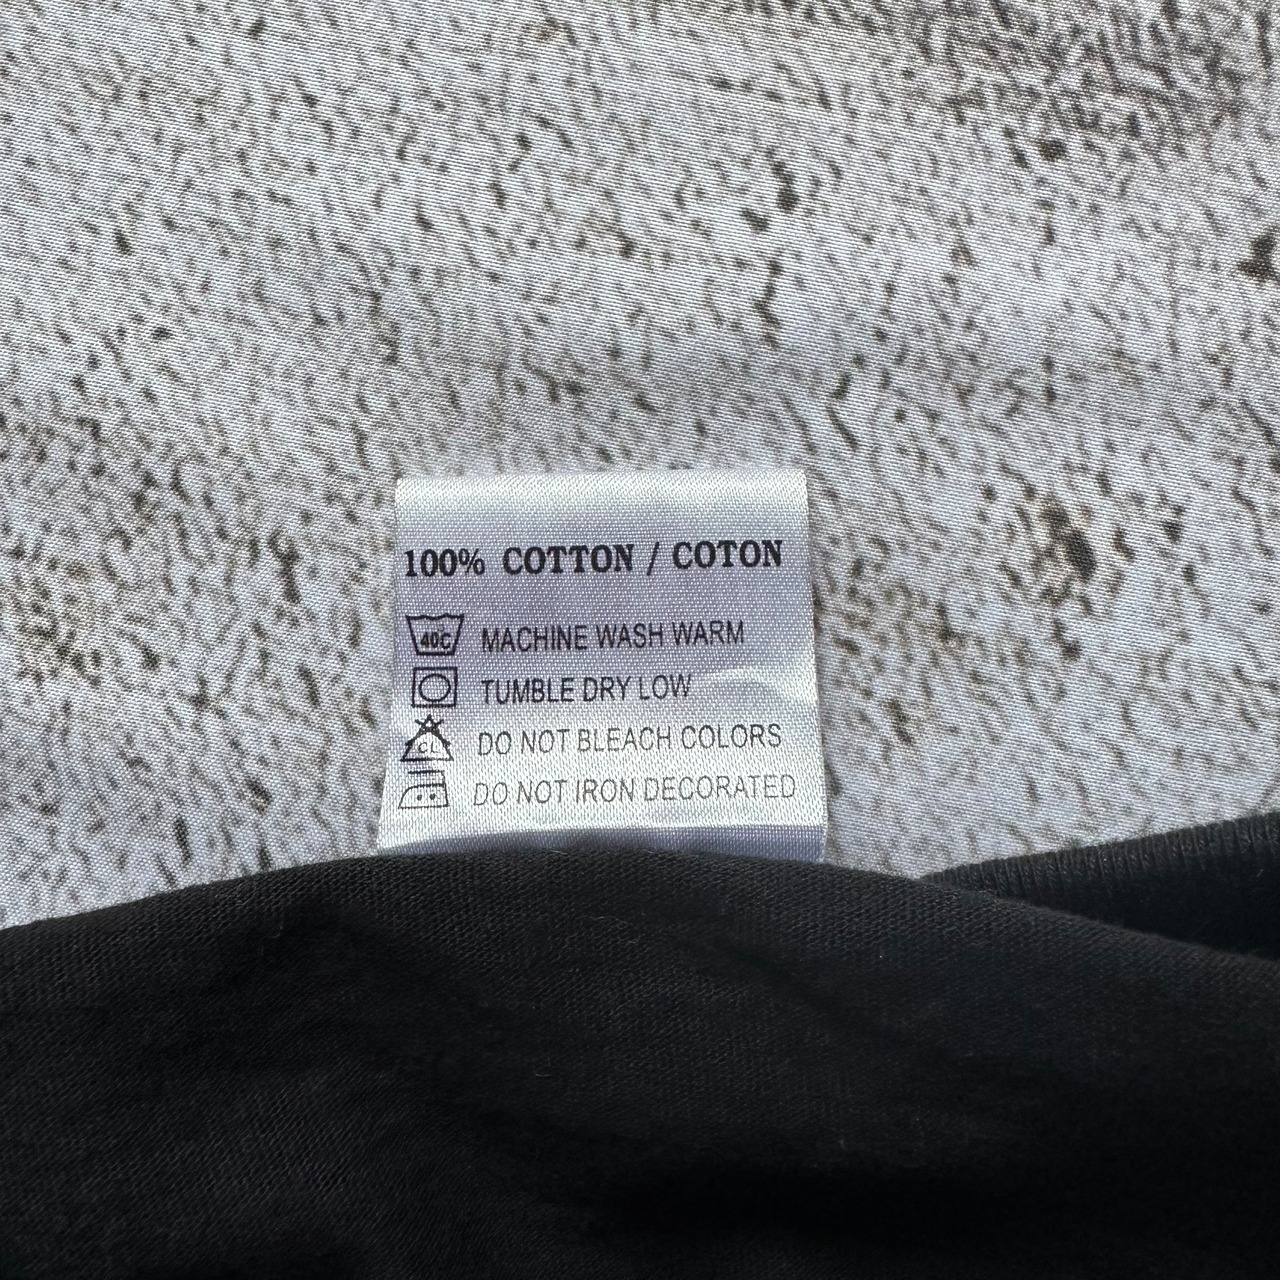 100% COTTON / COTON
40C MACHINE WASH WARM
TUMBLE DRY LOW
CL DO NOT BLEACH COLORS
DO NOT IRON DECORATED